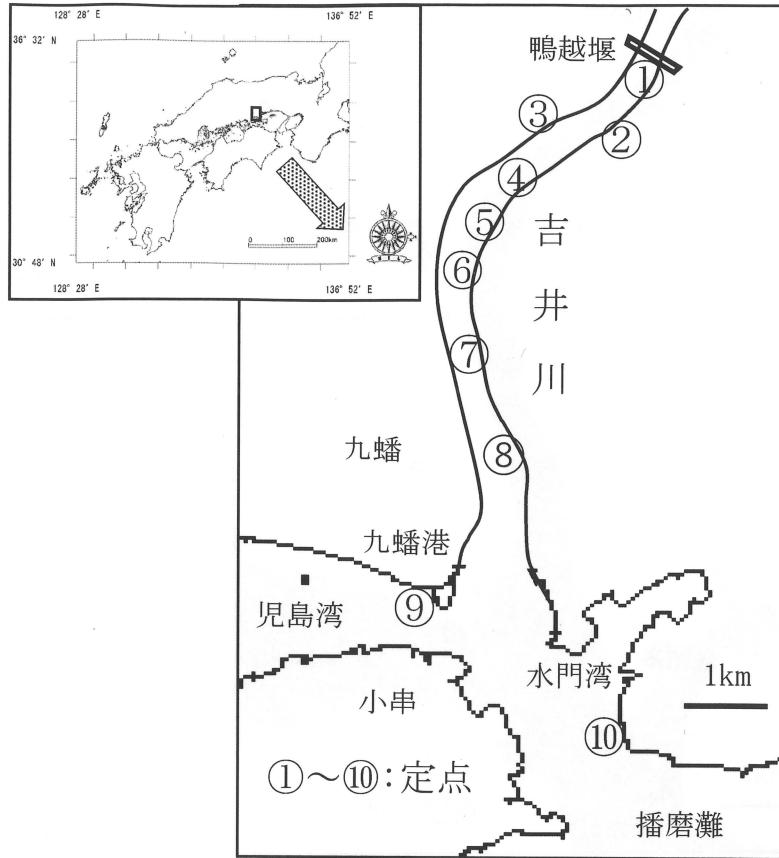 128° 28′ E
136° 52′ E
36° 32′
30° 48′
0 100 200km
128° 28′ E
136° 52′ E
鴨越堰
①
②
③
④
⑤
⑥
⑦
⑧
吉井川
九蟠
九蟠港
⑨
児島湾
水門湾
1km
小串
⑩
①～⑩:定点
播磨灘